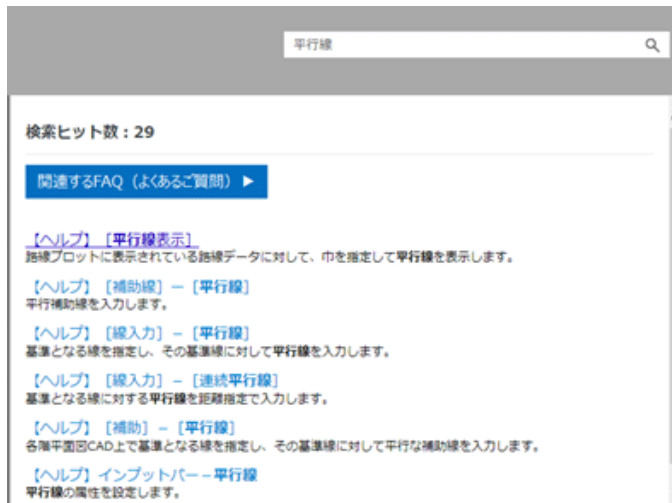 平行線
検索ヒット数：29
関連するFAQ（よくあるご質問）▶
【ヘルプ】［平行線表示］
路線プロットに表示されている路線データに対して、巾を指定して平行線を表示します。
【ヘルプ】［補助線］－［平行線］
平行補助線を入力します。
【ヘルプ】［線入力］－［平行線］
基準となる線を指定し、その基準線に対して平行線を入力します。
【ヘルプ】［線入力］－［連続平行線］
基準となる線に対する平行線を距離指定で入力します。
【ヘルプ】［補助］－［平行線］
各階平面図CAD上で基準となる線を指定し、その基準線に対して平行な補助線を入力します。
【ヘルプ】インプットバー－平行線
平行線の属性を設定します。